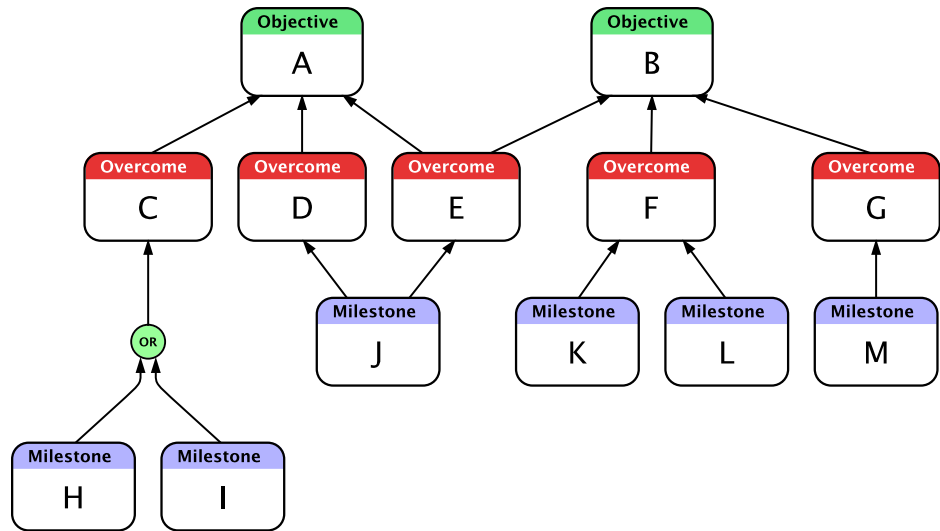 Objective
A
Objective
B
Overcome
C
Overcome
D
Overcome
E
Overcome
F
Overcome
G
Milestone
J
Milestone
K
Milestone
L
Milestone
M
OR
Milestone
H
Milestone
I